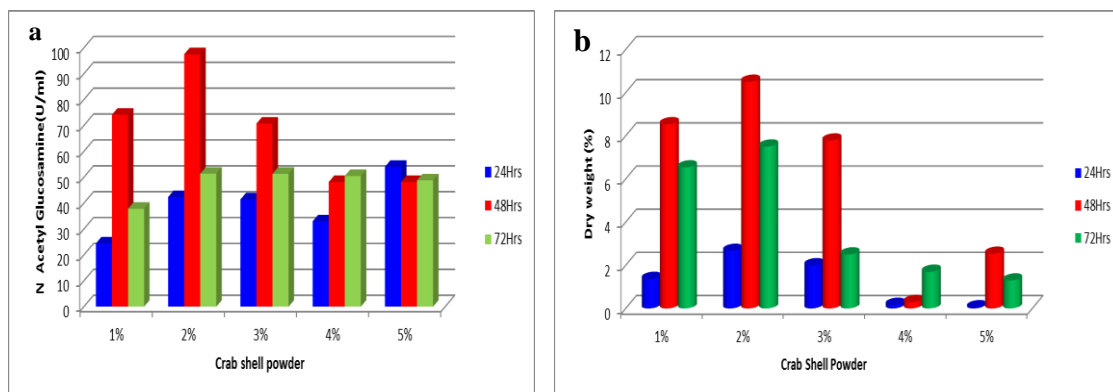 a
N Acetyl Glucosamine(U/ml)
100
90
80
70
60
50
40
30
20
10
0
1% 2% 3% 4% 5%
Crab shell powder
24Hrs
48Hrs
72Hrs
b
Dry weight (%)
12
10
8
6
4
2
0
1% 2% 3% 4% 5%
Crab Shell Powder
24Hrs
48Hrs
72Hrs